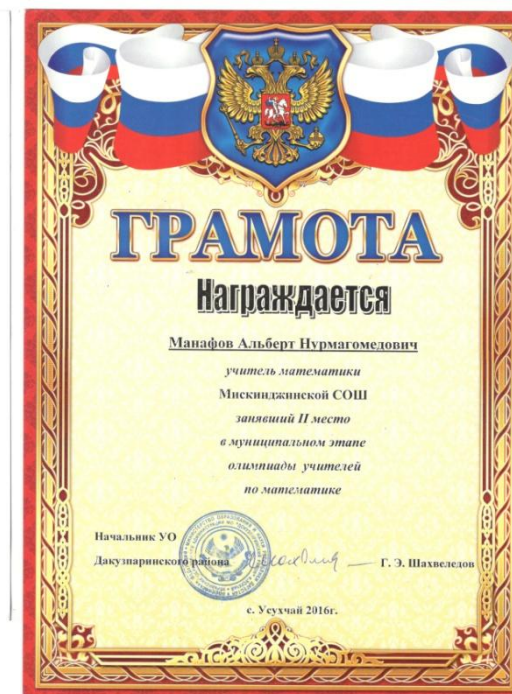 ГРАМОТА
Награждается
Манафов Альберт Нурмагомедович
учитель математики
Мискинджинской СОШ
занявший II место
в муниципальном этапе
олимпиады учителей
по математике
Начальник УО
Докузпаринского района Г. Э. Шахвеледов
с. Усухчай 2016г.